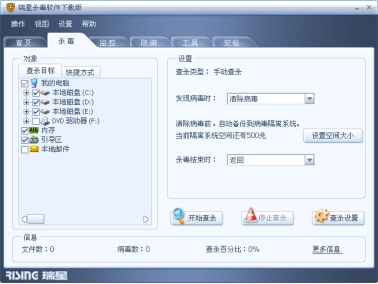 瑞星杀毒软件下载版
操作 视图 设置 帮助
首页 杀毒 监控 防御 工具 安检
对象
查杀目标 快捷方式
我的电脑
本地磁盘 (C:)
本地磁盘 (D:)
本地磁盘 (E:)
DVD 驱动器 (F:)
内存
引导区
本地邮件
设置
查杀类型： 手动查杀
发现病毒时： 清除病毒
清除病毒前，自动备份到病毒隔离系统。
当前隔离系统空间还有500兆
设置空间大小
杀毒结束时： 返回
开始查杀 停止查杀 查杀设置
信息
文件数：0 病毒数：0 查杀百分比：0% 更多信息
RISING 瑞星